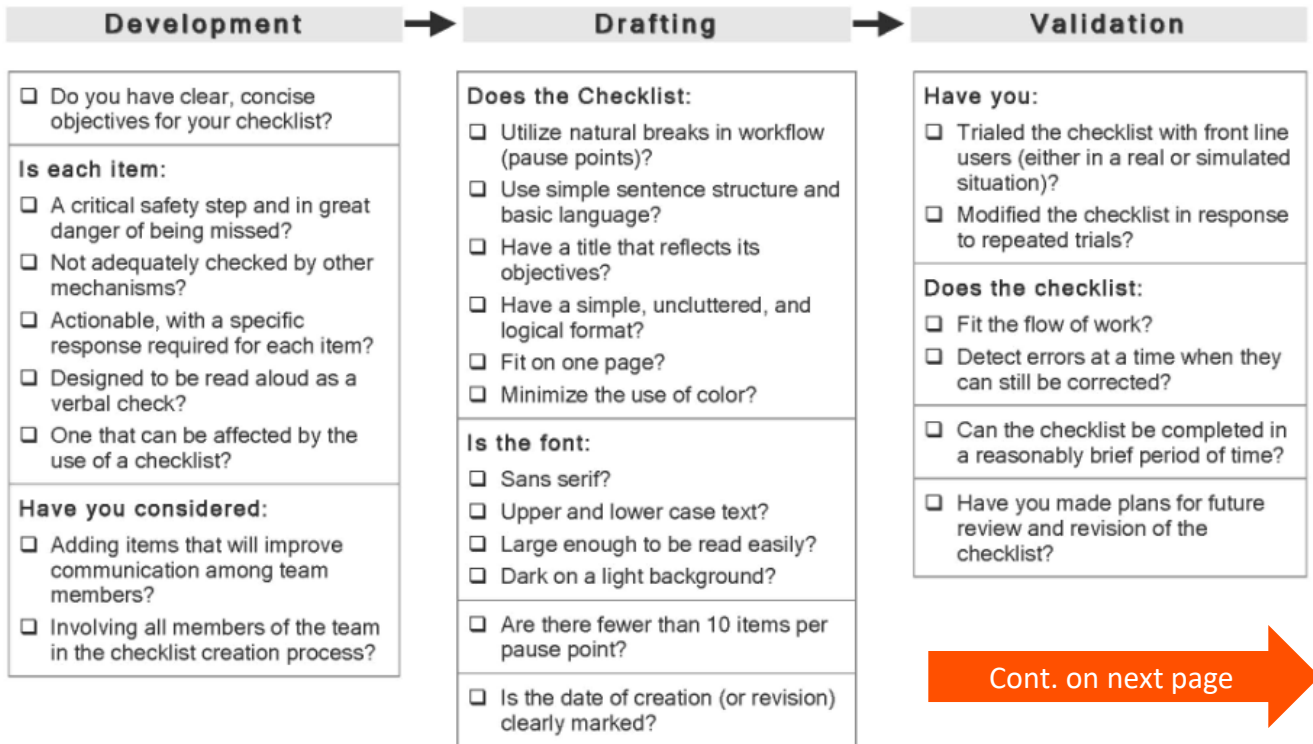 Development
Drafting
Validation
❑ Do you have clear, concise
objectives for your checklist?
Is each item:
❑ A critical safety step and in great
danger of being missed?
❑ Not adequately checked by other
mechanisms?
❑ Actionable, with a specific
response required for each item?
❑ Designed to be read aloud as a
verbal check?
❑ One that can be affected by the
use of a checklist?
Have you considered:
❑ Adding items that will improve
communication among team
members?
❑ Involving all members of the team
in the checklist creation process?
Does the Checklist:
❑ Utilize natural breaks in workflow
(pause points)?
❑ Use simple sentence structure and
basic language?
❑ Have a title that reflects its
objectives?
❑ Have a simple, uncluttered, and
logical format?
❑ Fit on one page?
❑ Minimize the use of color?
Is the font:
❑ Sans serif?
❑ Upper and lower case text?
❑ Large enough to be read easily?
❑ Dark on a light background?
❑ Are there fewer than 10 items per
pause point?
❑ Is the date of creation (or revision)
clearly marked?
Have you:
❑ Trialed the checklist with front line
users (either in a real or simulated
situation)?
❑ Modified the checklist in response
to repeated trials?
Does the checklist:
❑ Fit the flow of work?
❑ Detect errors at a time when they
can still be corrected?
❑ Can the checklist be completed in
a reasonably brief period of time?
❑ Have you made plans for future
review and revision of the
checklist?
Cont. on next page